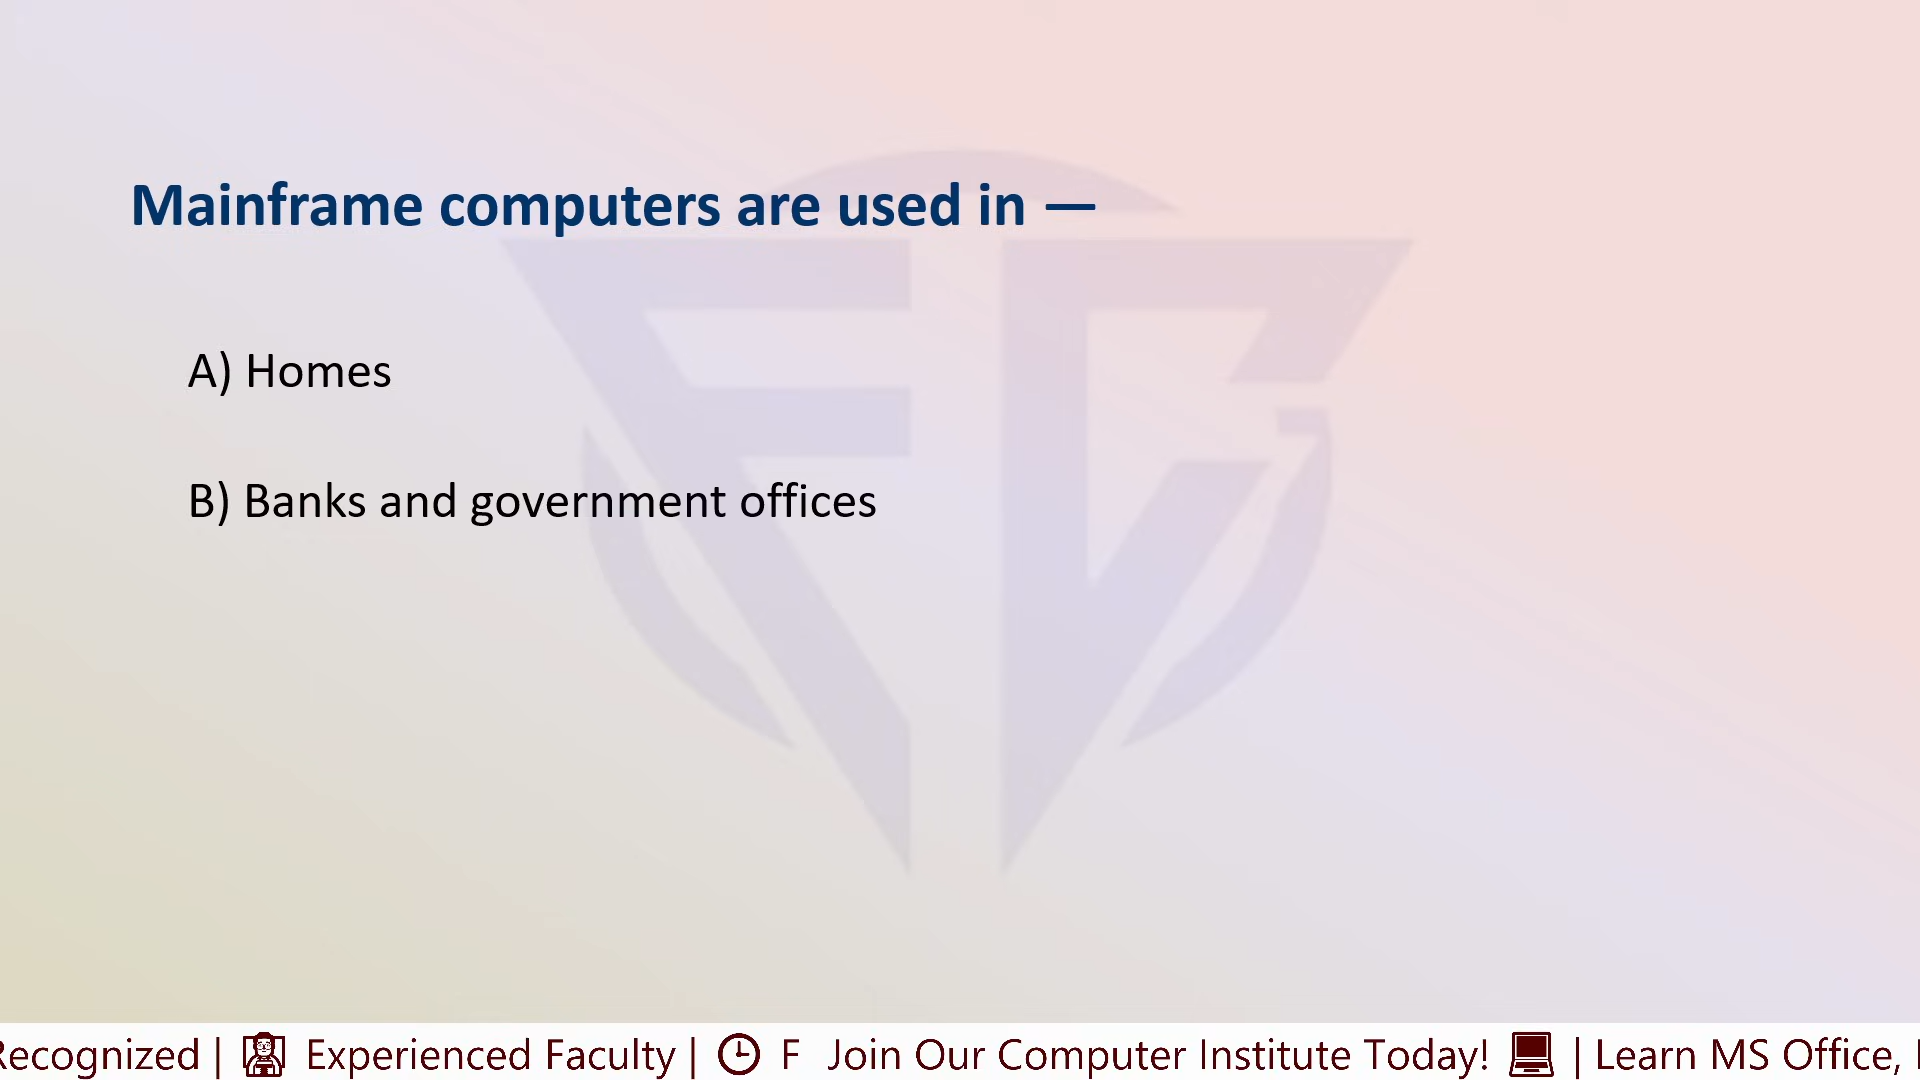 Mainframe computers are used in —
A) Homes
B) Banks and government offices
Recognized | Experienced Faculty | F Join Our Computer Institute Today! | Learn MS Office,